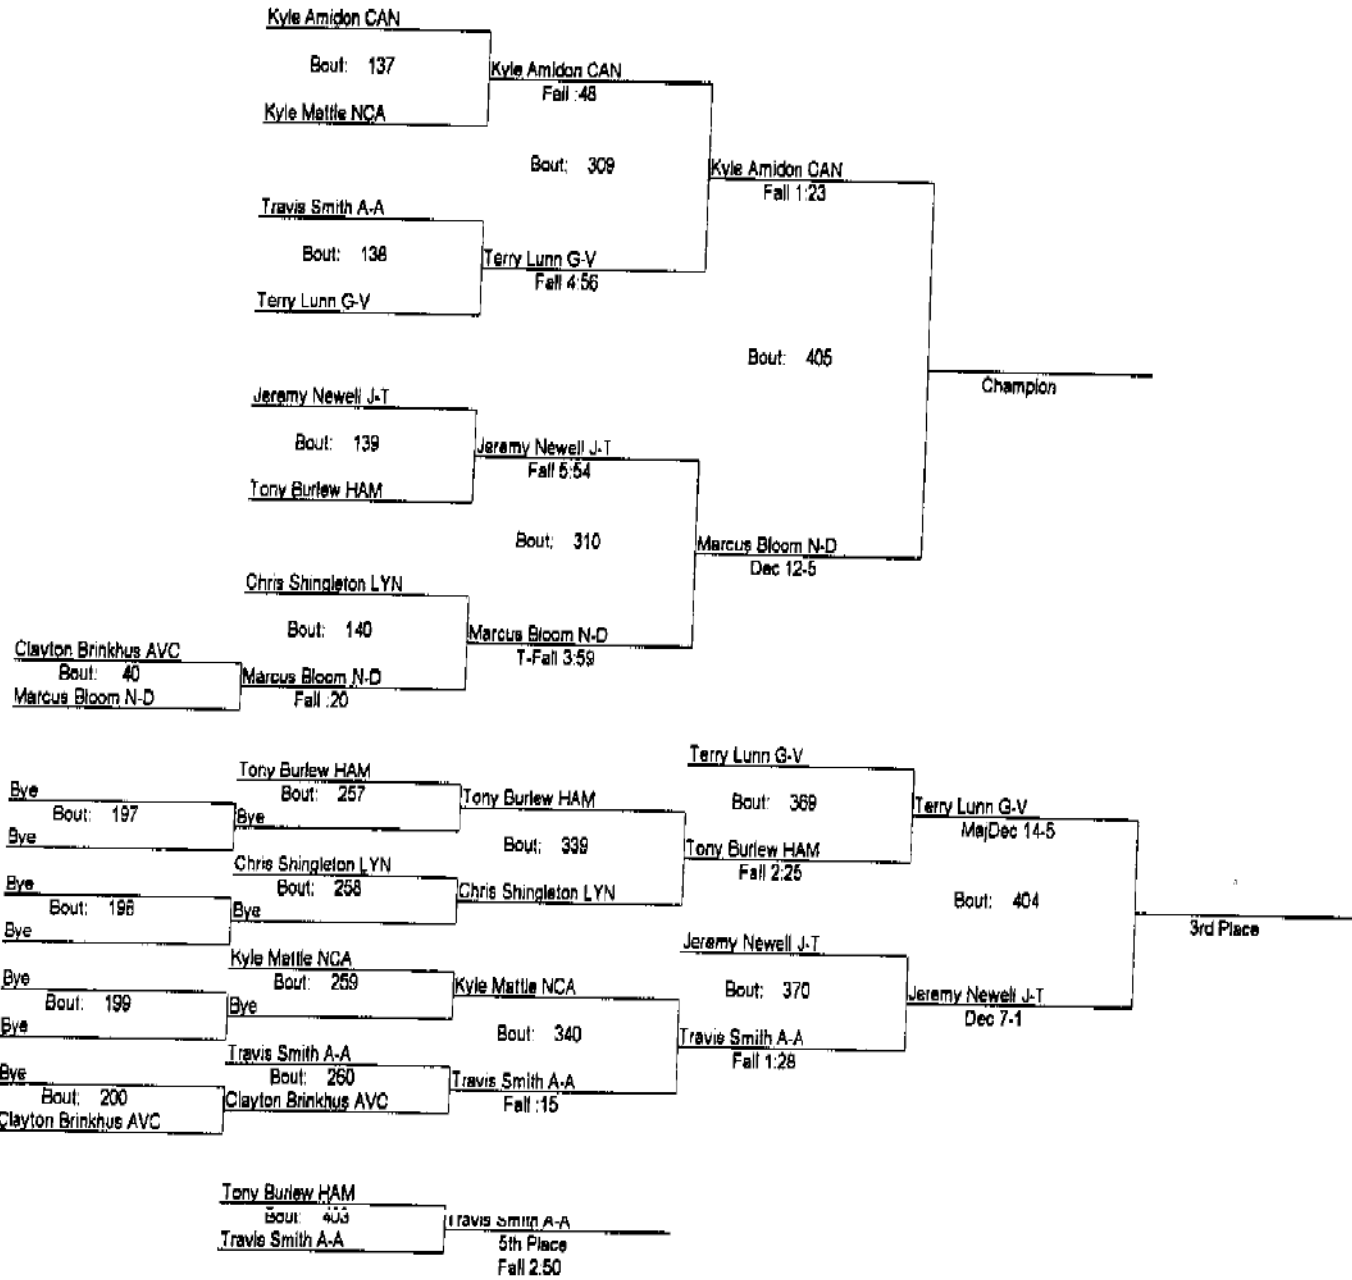 Kyle Amidon CAN
Bout: 137
Kyle Amidon CAN
Fall :48
Kyle Mattle NCA
Bout: 309
Kyle Amidon CAN
Fall 1:23
Travis Smith A-A
Bout: 138
Terry Lunn G-V
Fall 4:56
Terry Lunn G-V
Bout: 405
Champion
Jeremy Newell J-T
Bout: 139
Jeremy Newell J-T
Fall 5:54
Tony Burlew HAM
Bout: 310
Marcus Bloom N-D
Dec 12-5
Chris Shingleton LYN
Bout: 140
Marcus Bloom N-D
T-Fall 3:59
Clayton Brinkhus AVC
Bout: 40
Marcus Bloom N-D
Marcus Bloom N-D
Fall :20
Terry Lunn G-V
Tony Burlew HAM
Bye
Bout: 257
Tony Burlew HAM
Bout: 369
Terry Lunn G-V
MajDec 14-5
Bout: 197
Bye
Bye
Bout: 339
Tony Burlew HAM
Fall 2:25
Chris Shingleton LYN
Bye
Bout: 258
Chris Shingleton LYN
Bout: 404
Bout: 198
Bye
Bye
3rd Place
Jeremy Newell J-T
Kyle Mattle NCA
Bye
Bout: 259
Kyle Mattle NCA
Bout: 370
Jeremy Newell J-T
Dec 7-1
Bout: 199
Bye
Bye
Bout: 340
Travis Smith A-A
Fall 1:28
Travis Smith A-A
Bye
Bout: 260
Travis Smith A-A
Fall :15
Bout: 200
Clayton Brinkhus AVC
Clayton Brinkhus AVC
Tony Burlew HAM
Bout: 403
Travis Smith A-A
Travis Smith A-A
5th Place
Fall 2:50